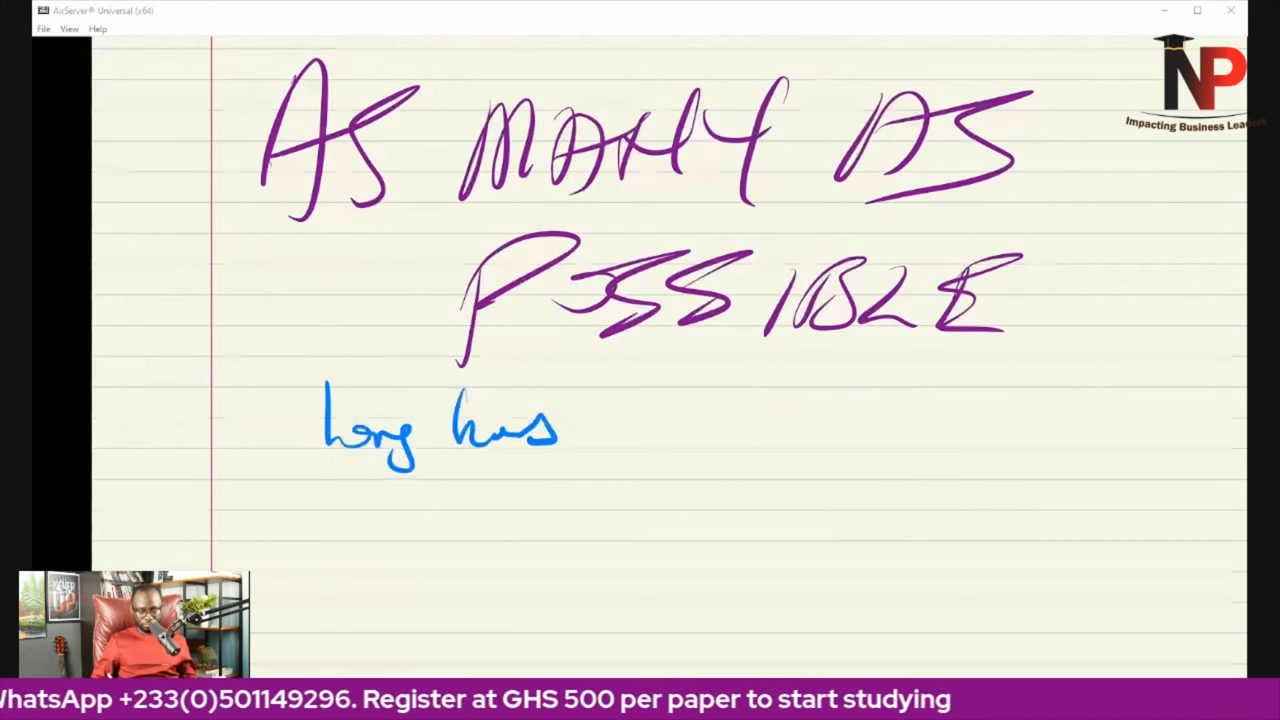 AirServer® Universal (x64)
File View Help
NP
Impacting Business Leaders
AS MANY AS
POSSIBLE
long
WhatsApp +233(0)501149296. Register at GHS 500 per paper to start studying